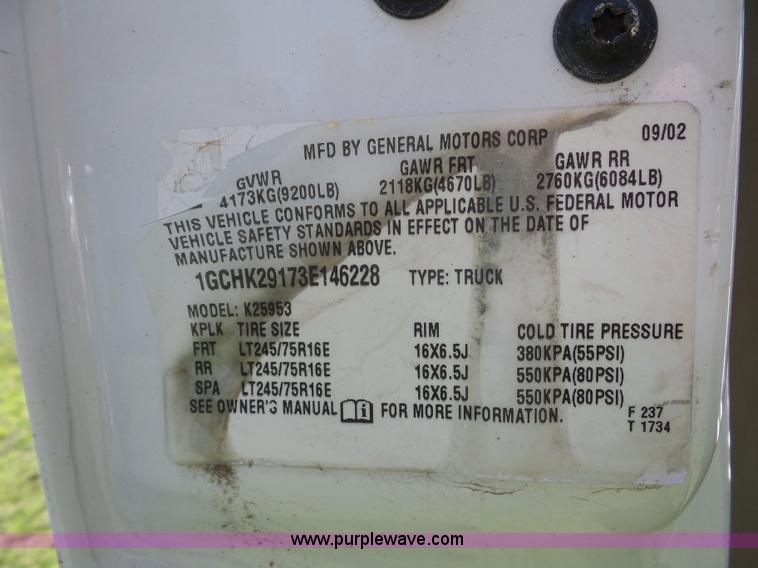 MFD BY GENERAL MOTORS CORP 09/02
GVWR GAWR FRT GAWR RR
4173KG(9200LB) 2118KG(4670LB) 2760KG(6084LB)
THIS VEHICLE CONFORMS TO ALL APPLICABLE U.S. FEDERAL MOTOR
VEHICLE SAFETY STANDARDS IN EFFECT ON THE DATE OF
MANUFACTURE SHOWN ABOVE.
1GCHK29173E146228 TYPE: TRUCK
MODEL: K25953
KPLK TIRE SIZE RIM COLD TIRE PRESSURE
FRT LT245/75R16E 16X6.5J 380KPA(55PSI)
RR LT245/75R16E 16X6.5J 550KPA(80PSI)
SPA LT245/75R16E 16X6.5J 550KPA(80PSI)
SEE OWNER'S MANUAL i FOR MORE INFORMATION.
F 237
T 1734
www.purplewave.com